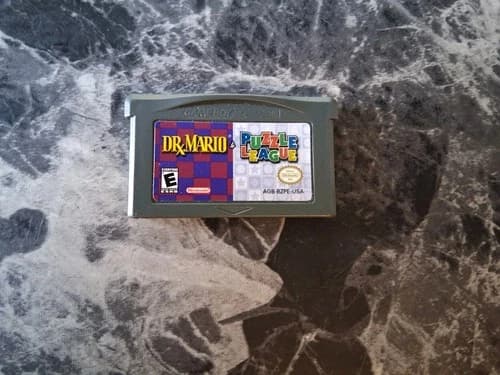 GAME BOY ADVANCE
DR. MARIO & PUZZLE
LEAGUE
E
Nintendo
AGB-BZPE-USA